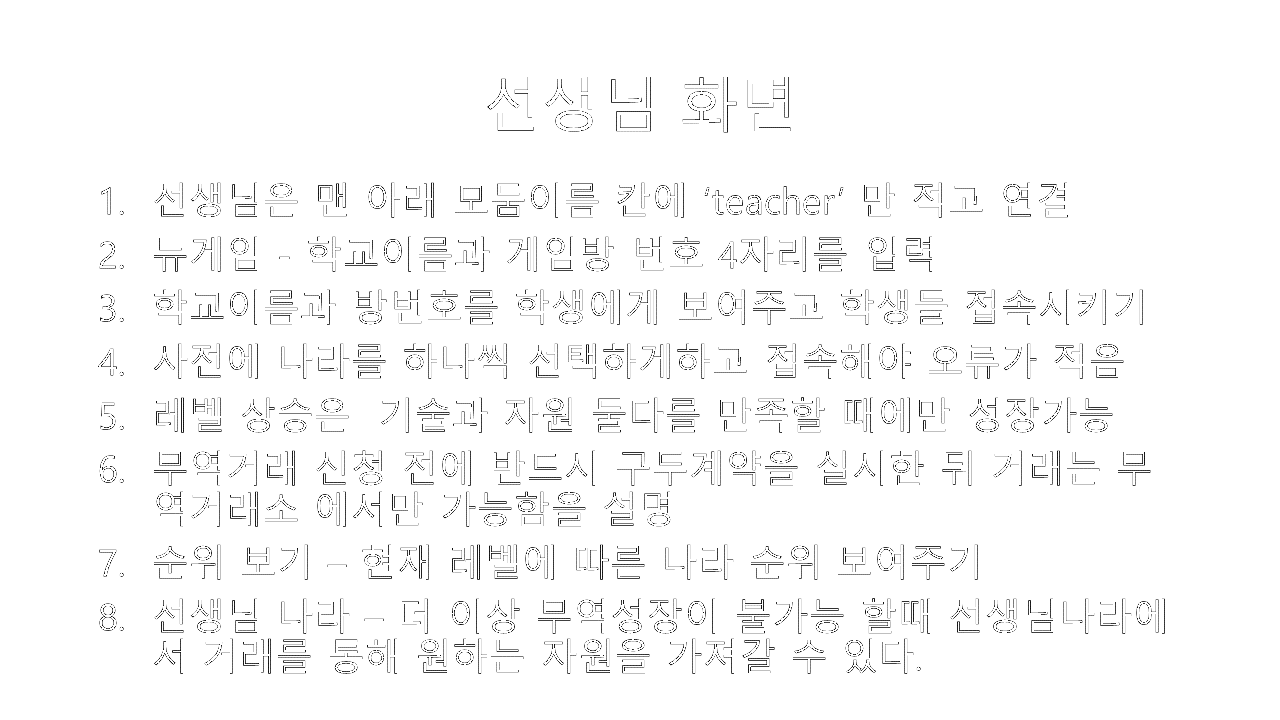 선생님 화면
1. 선생님은 맨 아래 모둠이름 칸에 ‘teacher’ 만 적고 연결
2. 뉴게임 - 학교이름과 게임방 번호 4자리를 입력
3. 학교이름과 방번호를 학생에게 보여주고 학생들 접속시키기
4. 사전에 나라를 하나씩 선택하게하고 접속해야 오류가 적음
5. 레벨 상승은  기술과 자원 둘다를 만족할 때에만 성장가능
6. 무역거래 신청 전에 반드시 구두계약을 실시한 뒤 거래는 무
역거래소 에서만 가능함을 설명
7. 순위 보기 – 현재 레벨에 따른 나라 순위 보여주기
8. 선생님 나라 – 더 이상 무역성장이 불가능 할때 선생님나라에
서 거래를 통해 원하는 자원을 가져갈 수 있다.